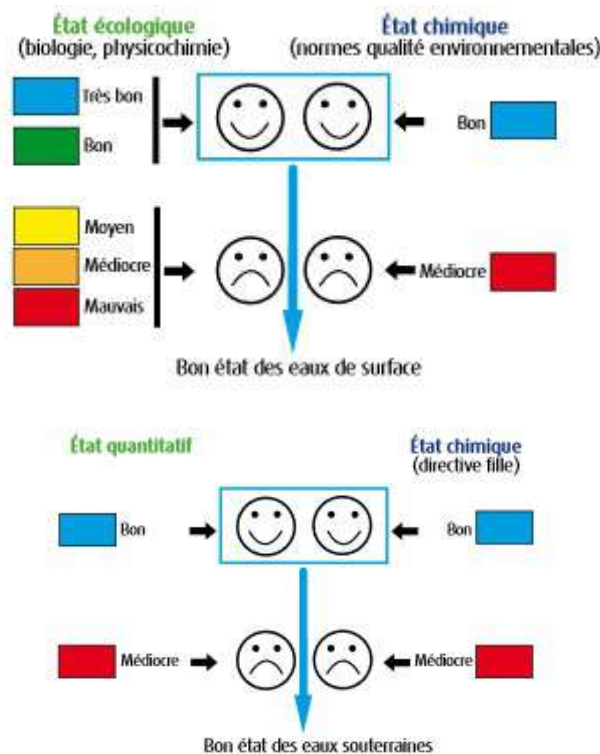 État écologique
(biologie, physicochimie)
État chimique
(normes qualité environnementales)
Très bon
Bon
Bon
Moyen
Médiocre
Mauvais
Médiocre
Bon état des eaux de surface
État quantitatif
État chimique
(directive fille)
Bon
Bon
Médiocre
Médiocre
Bon état des eaux souterraines